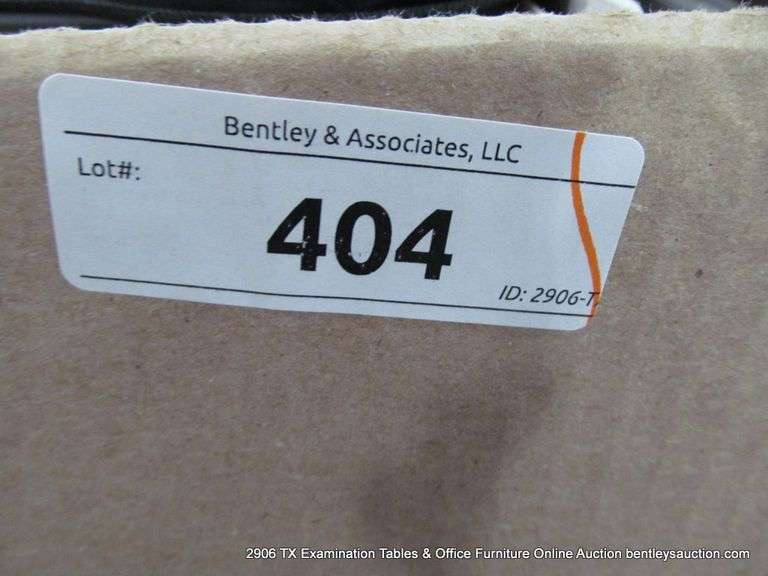 Bentley & Associates, LLC
Lot#:
404
ID: 2906-T
2906 TX Examination Tables & Office Furniture Online Auction bentleysauction.com